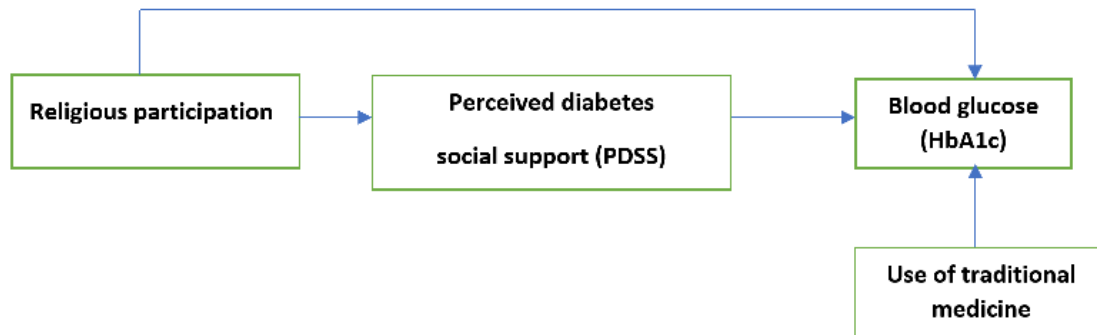 Religious participation
Perceived diabetes
social support (PDSS)
Blood glucose
(HbA1c)
Use of traditional
medicine